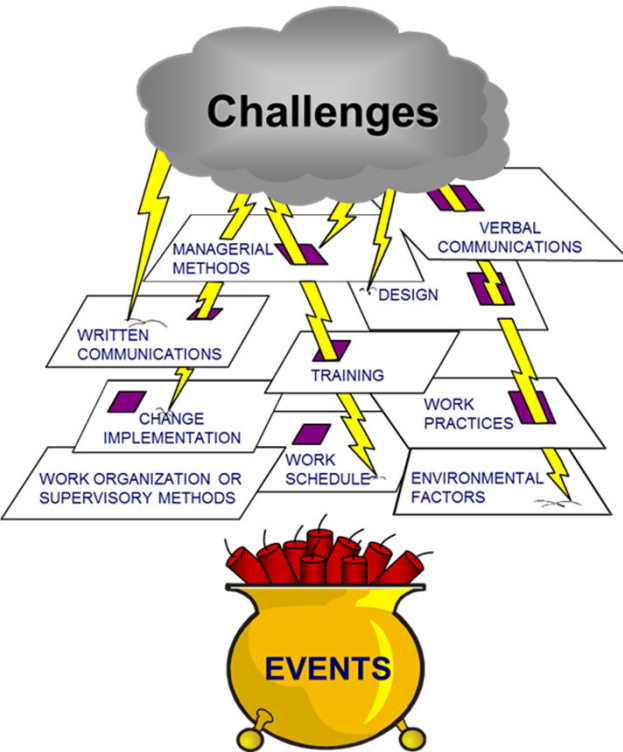 Challenges
VERBAL
COMMUNICATIONS
MANAGERIAL
METHODS
DESIGN
WRITTEN
COMMUNICATIONS
TRAINING
CHANGE
IMPLEMENTATION
WORK
PRACTICES
WORK ORGANIZATION OR
SUPERVISORY METHODS
WORK
SCHEDULE
ENVIRONMENTAL
FACTORS
EVENTS